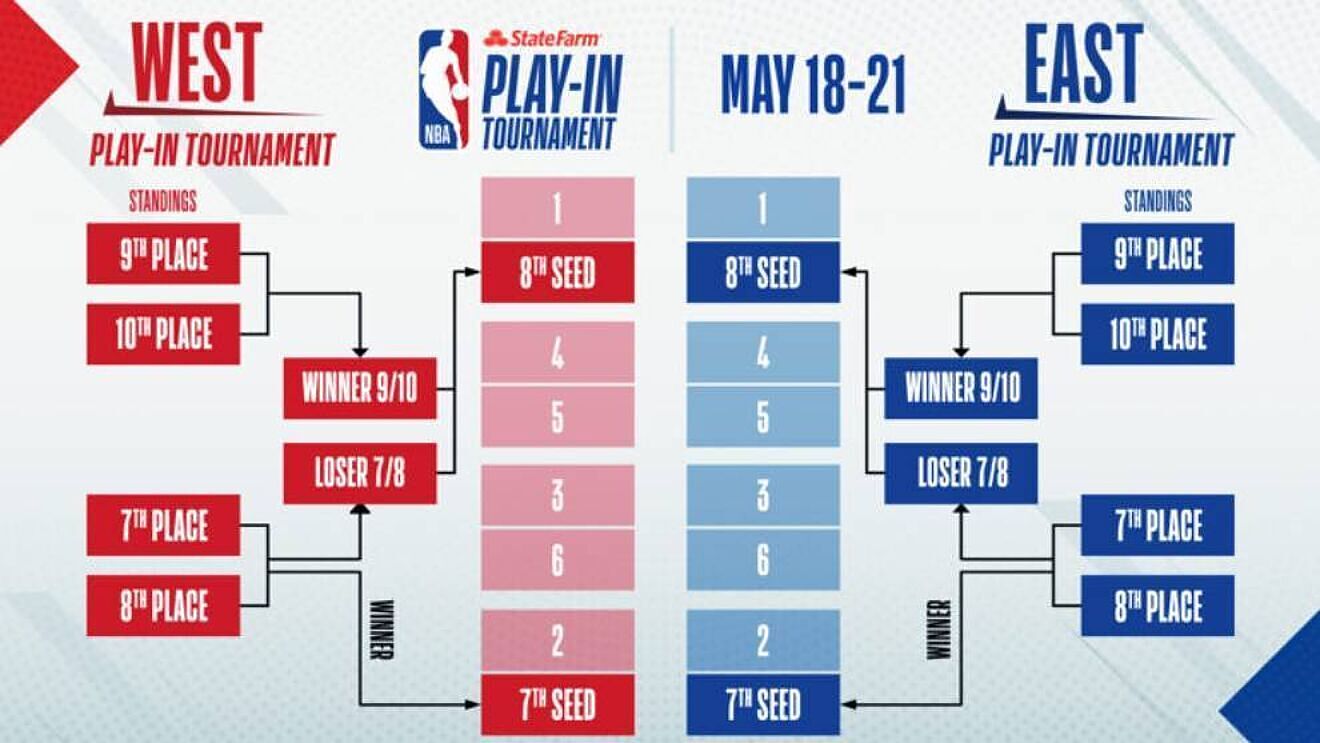 WEST
PLAY-IN TOURNAMENT
NBA
StateFarm
PLAY-IN
TOURNAMENT
MAY 18-21
EAST
PLAY-IN TOURNAMENT
STANDINGS
9TH PLACE
10TH PLACE
WINNER 9/10
LOSER 7/8
7TH PLACE
8TH PLACE
WINNER
1
8TH SEED
4
5
3
6
2
7TH SEED
1
8TH SEED
4
5
3
6
2
7TH SEED
STANDINGS
9TH PLACE
10TH PLACE
WINNER 9/10
LOSER 7/8
7TH PLACE
8TH PLACE
WINNER